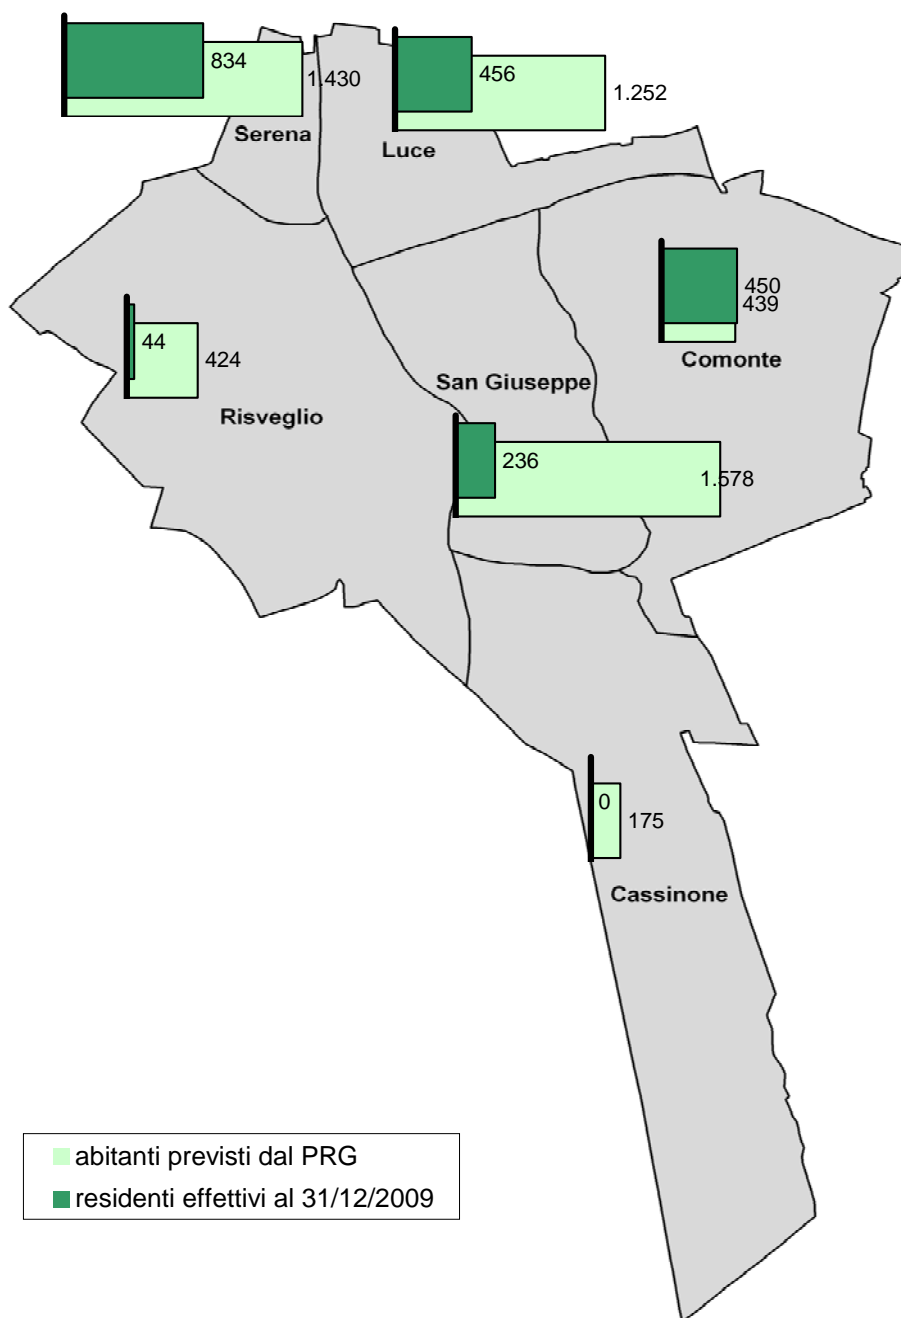 834
1.430
456
1.252
Serena
Luce
450
439
44
424
Comonte
San Giuseppe
Risveglio
236
1.578
0
175
Cassinone
abitanti previsti dal PRG
residenti effettivi al 31/12/2009